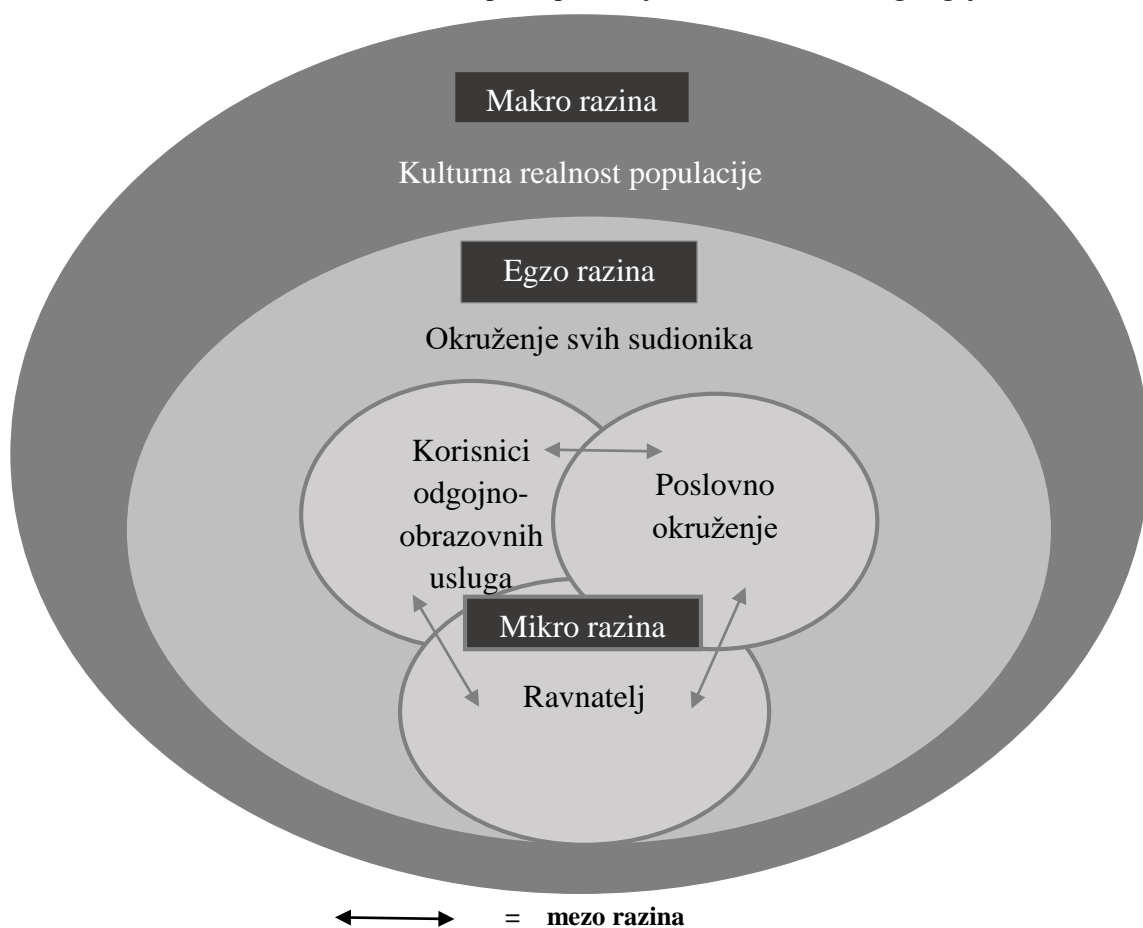 Makro razina
Kulturna realnost populacije
Egzo razina
Okruženje svih sudionika
Korisnici
odgojno-
obrazovnih
usluga
Poslovno
okruženje
Mikro razina
Ravnatelj
= mezo razina